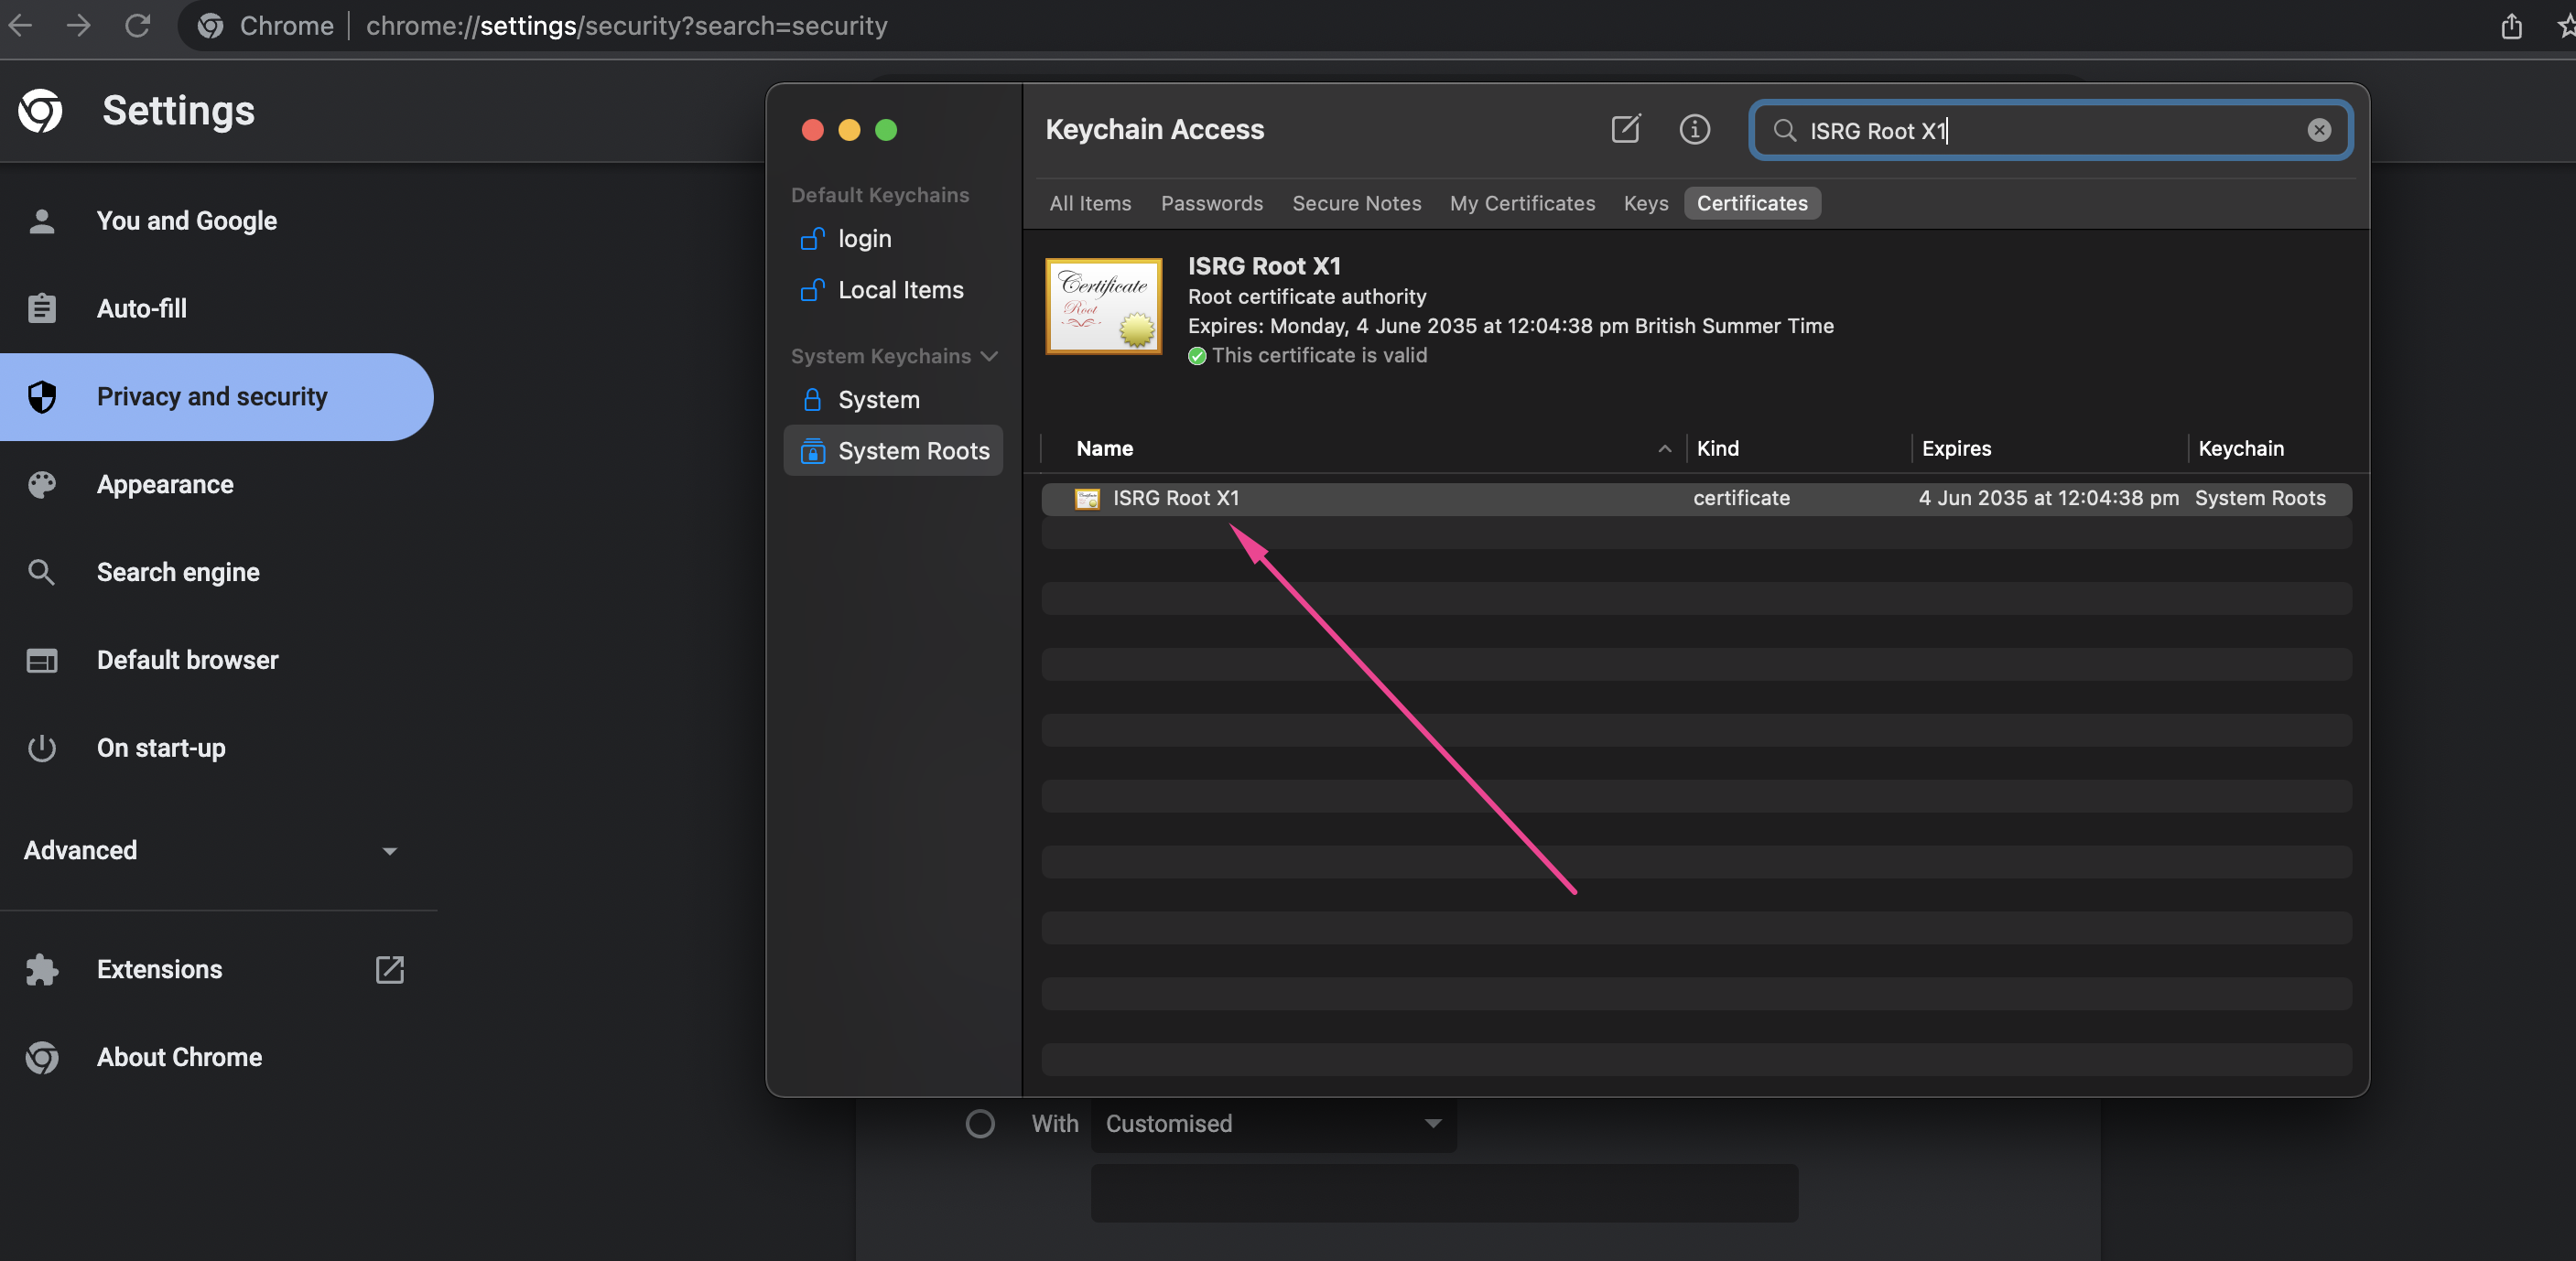 Chrome | chrome://settings/security?search=security
Settings
You and Google
Auto-fill
Privacy and security
Appearance
Search engine
Default browser
On start-up
Advanced
Extensions
About Chrome
Default Keychains
login
Local Items
System Keychains
System
System Roots
Keychain Access
ISRG Root X1
All Items Passwords Secure Notes My Certificates Keys Certificates
Certificate
Root
ISRG Root X1
Root certificate authority
Expires: Monday, 4 June 2035 at 12:04:38 pm British Summer Time
This certificate is valid
Name Kind Expires Keychain
ISRG Root X1 certificate 4 Jun 2035 at 12:04:38 pm System Roots
With Customised